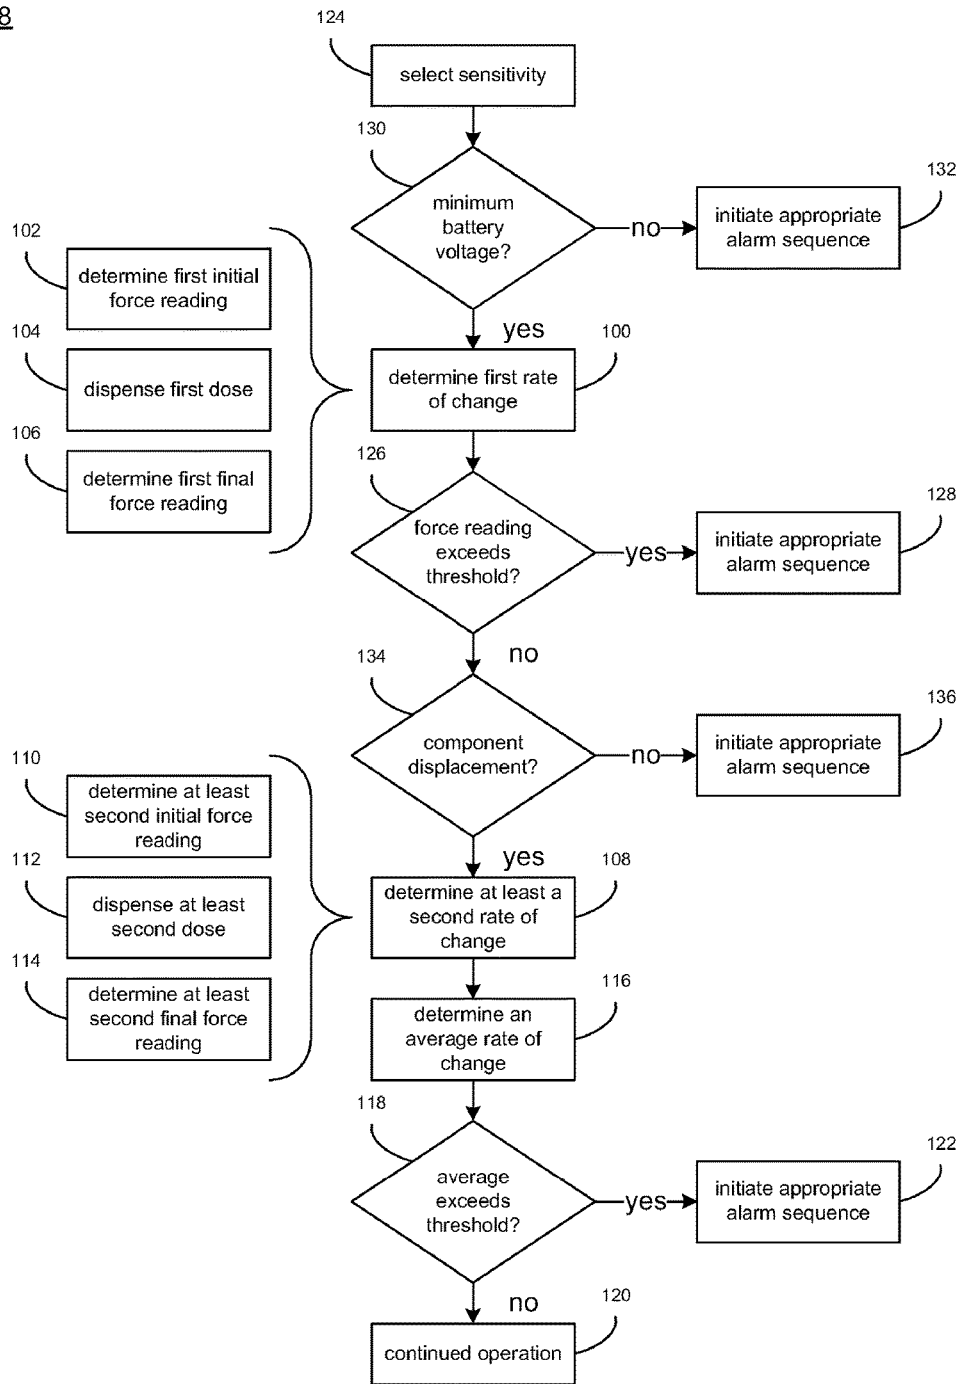 8
124
select sensitivity
130
minimum
battery
voltage?
no
132
initiate appropriate
alarm sequence
yes
102
determine first initial
force reading
104
dispense first dose
106
determine first final
force reading
100
determine first rate
of change
126
force reading
exceeds
threshold?
yes
128
initiate appropriate
alarm sequence
no
134
component
displacement?
no
136
initiate appropriate
alarm sequence
yes
110
determine at least
second initial force
reading
112
dispense at least
second dose
114
determine at least
second final force
reading
108
determine at least a
second rate of
change
116
determine an
average rate of
change
118
average
exceeds
threshold?
yes
122
initiate appropriate
alarm sequence
no
120
continued operation